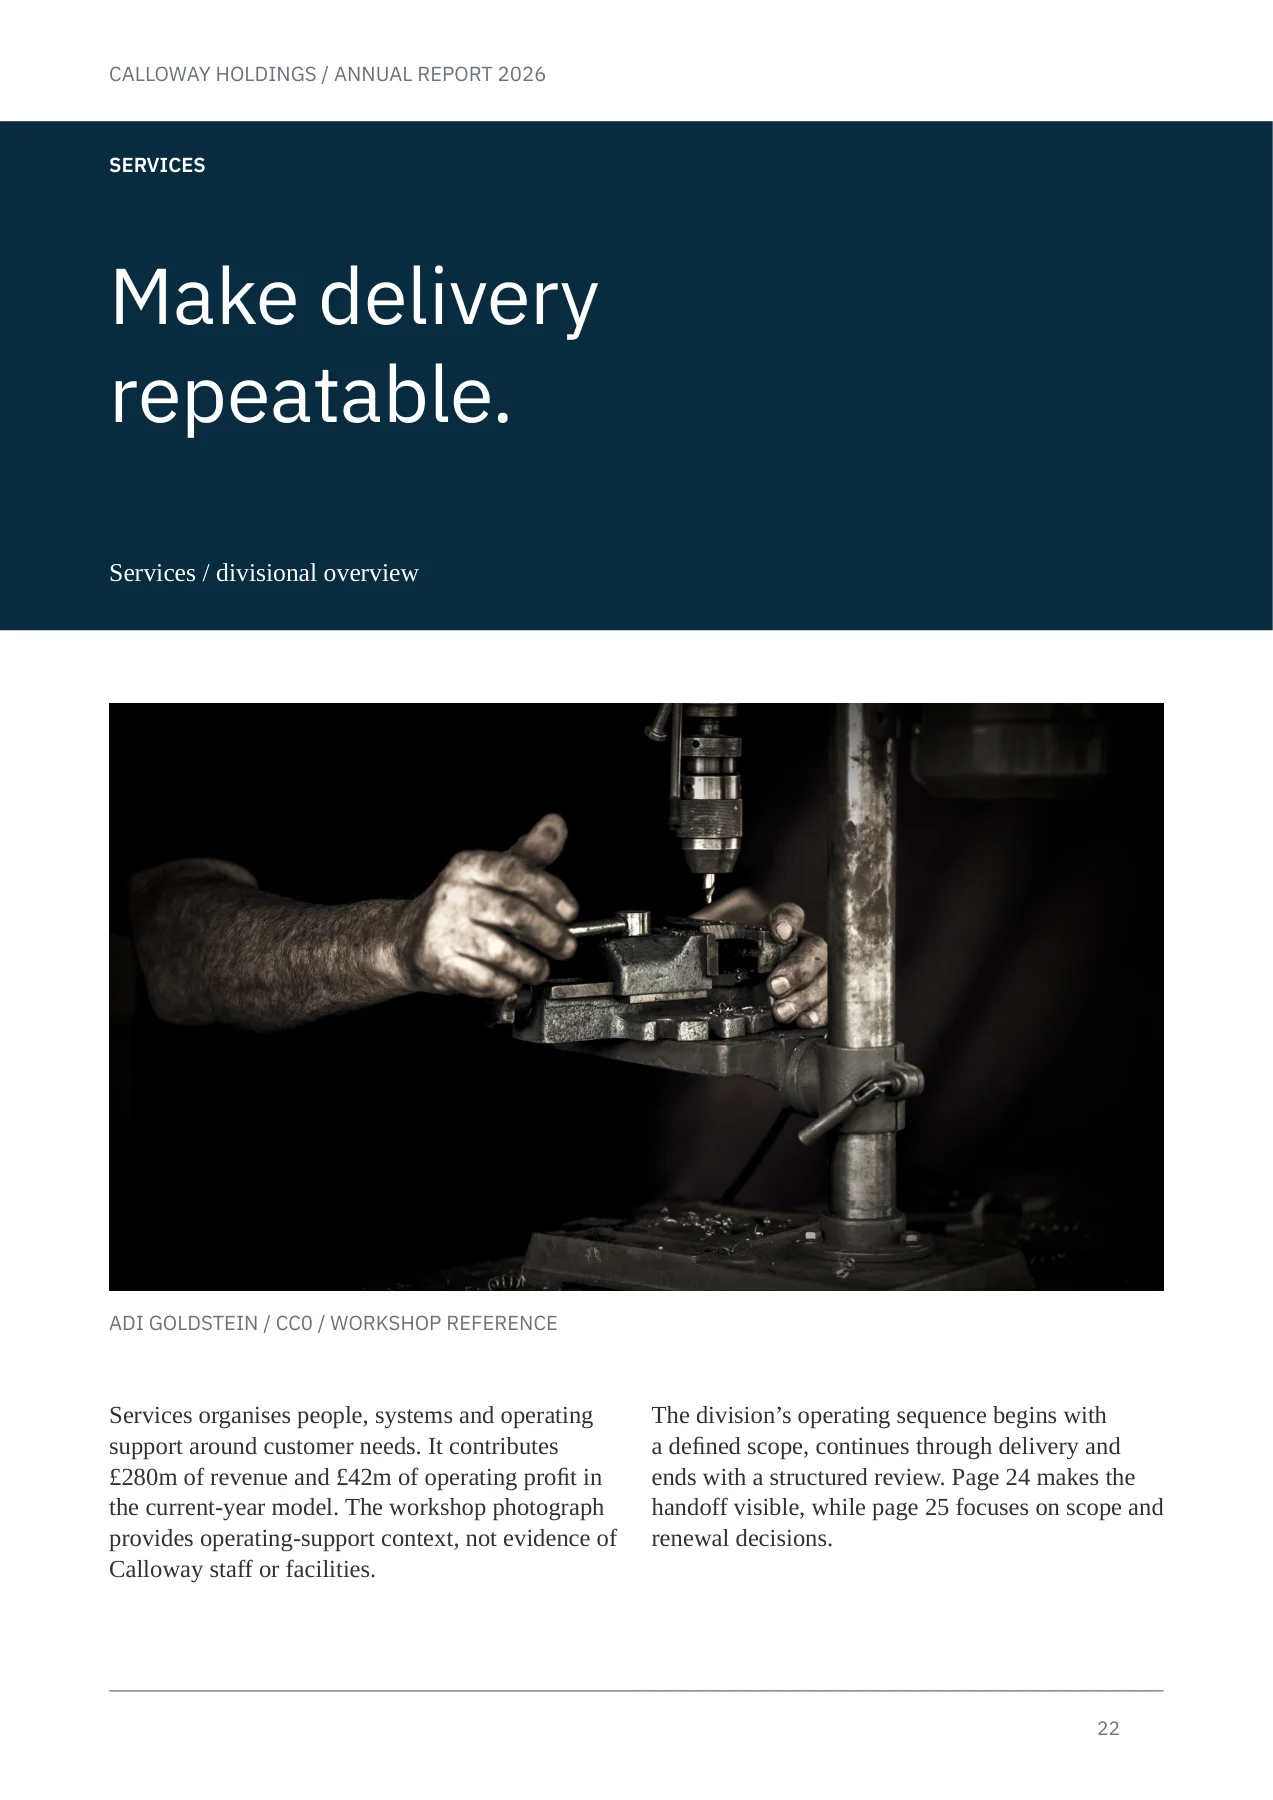 CALLOWAY HOLDINGS / ANNUAL REPORT 2026
SERVICES
Make delivery
repeatable.
Services / divisional overview
ADI GOLDSTEIN / CC0 / WORKSHOP REFERENCE
Services organises people, systems and operating
support around customer needs. It contributes
£280m of revenue and £42m of operating profit in
the current-year model. The workshop photograph
provides operating-support context, not evidence of
Calloway staff or facilities.
The division’s operating sequence begins with
a defined scope, continues through delivery and
ends with a structured review. Page 24 makes the
handoff visible, while page 25 focuses on scope and
renewal decisions.
22